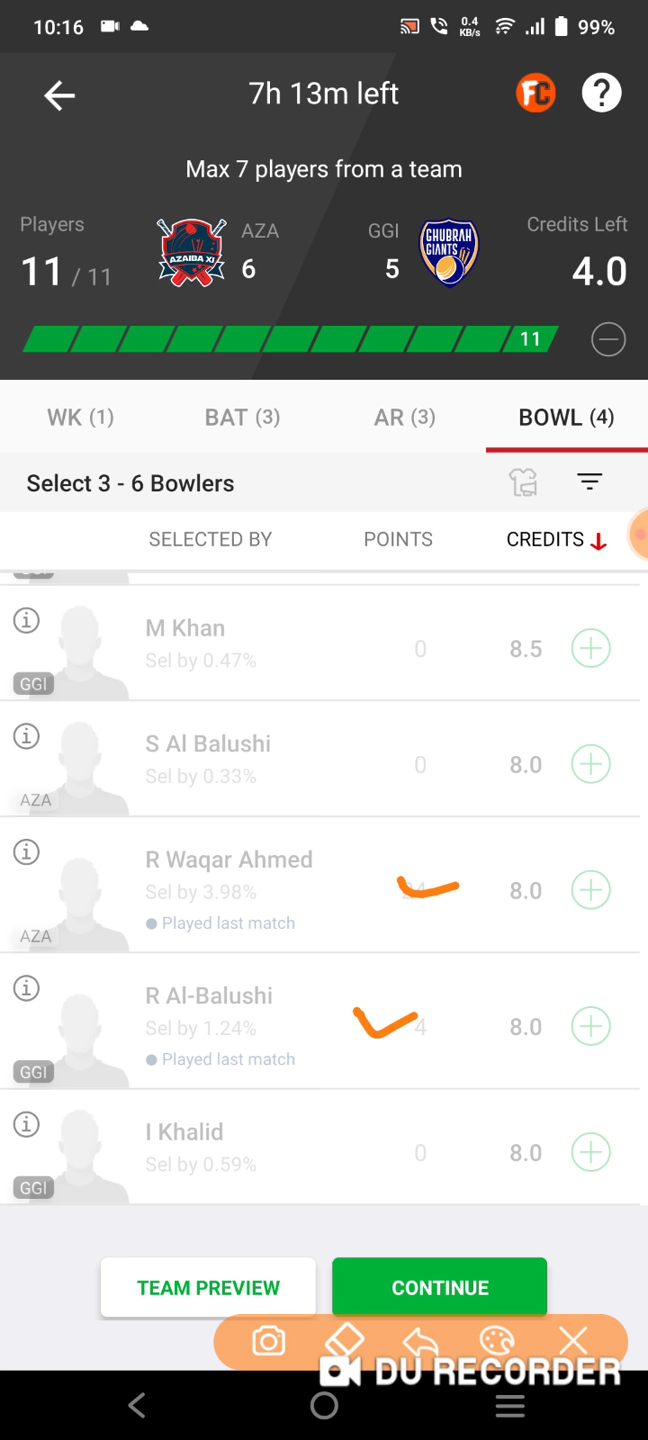 10:16 0.4 KB/s 99%
7h 13m left FC ?
Max 7 players from a team
Players AZA GGI Credits Left
11 / 11 AZAIBA XI 6 5 GHUBRAH GIANTS 4.0
11
WK (1) BAT (3) AR (3) BOWL (4)
Select 3 - 6 Bowlers
SELECTED BY POINTS CREDITS
M Khan
Sel by 0.47% 0 8.5
GGI
S Al Balushi
Sel by 0.33% 0 8.0
AZA
R Waqar Ahmed
Sel by 3.98% 8.0
Played last match
AZA
R Al-Balushi
Sel by 1.24% 4 8.0
Played last match
GGI
I Khalid
Sel by 0.59% 0 8.0
GGI
TEAM PREVIEW CONTINUE
DU RECORDER